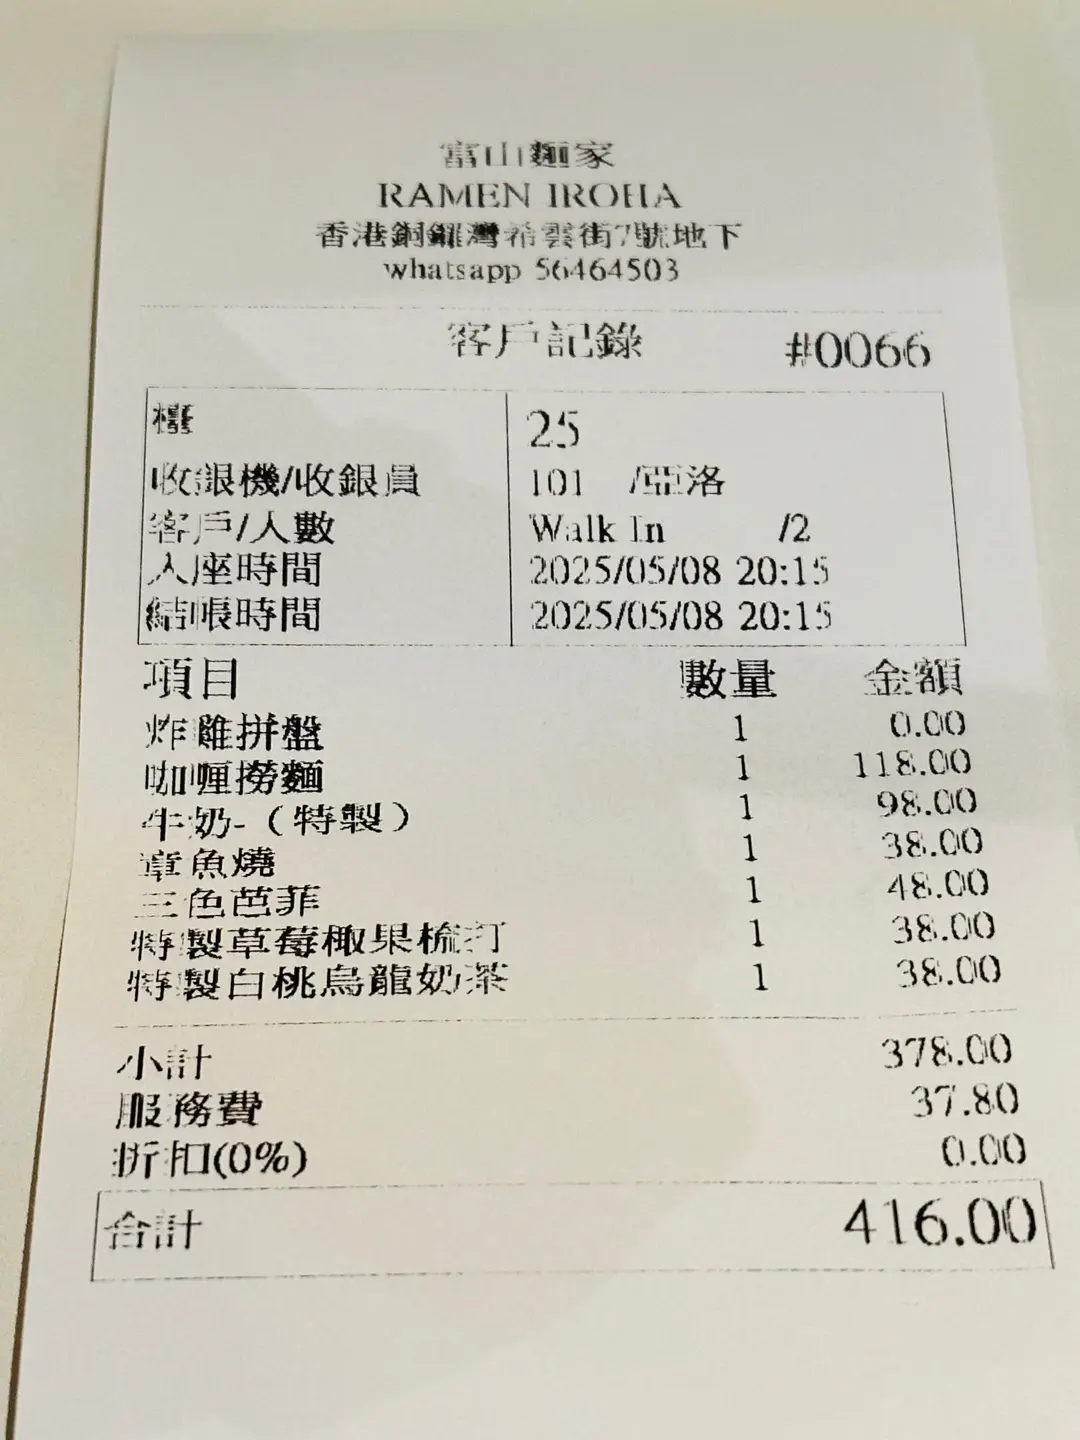 富山麵家
RAMEN IROHA
香港銅鑼灣希雲街7號地下
whatsapp 56464503
客戶記錄 #0066
檯 25
收銀機/收銀員 101 /亞洛
客戶/人數 Walk In /2
入座時間 2025/05/08 20:15
結帳時間 2025/05/08 20:15
項目 數量 金額
炸雞拼盤 1 0.00
咖喱撈麵 1 118.00
牛奶-（特製） 1 98.00
章魚燒 1 38.00
三色芭菲 1 48.00
特製草莓椒果梳打 1 38.00
特製白桃烏龍奶茶 1 38.00
小計 378.00
服務費 37.80
折扣(0%) 0.00
合計 416.00